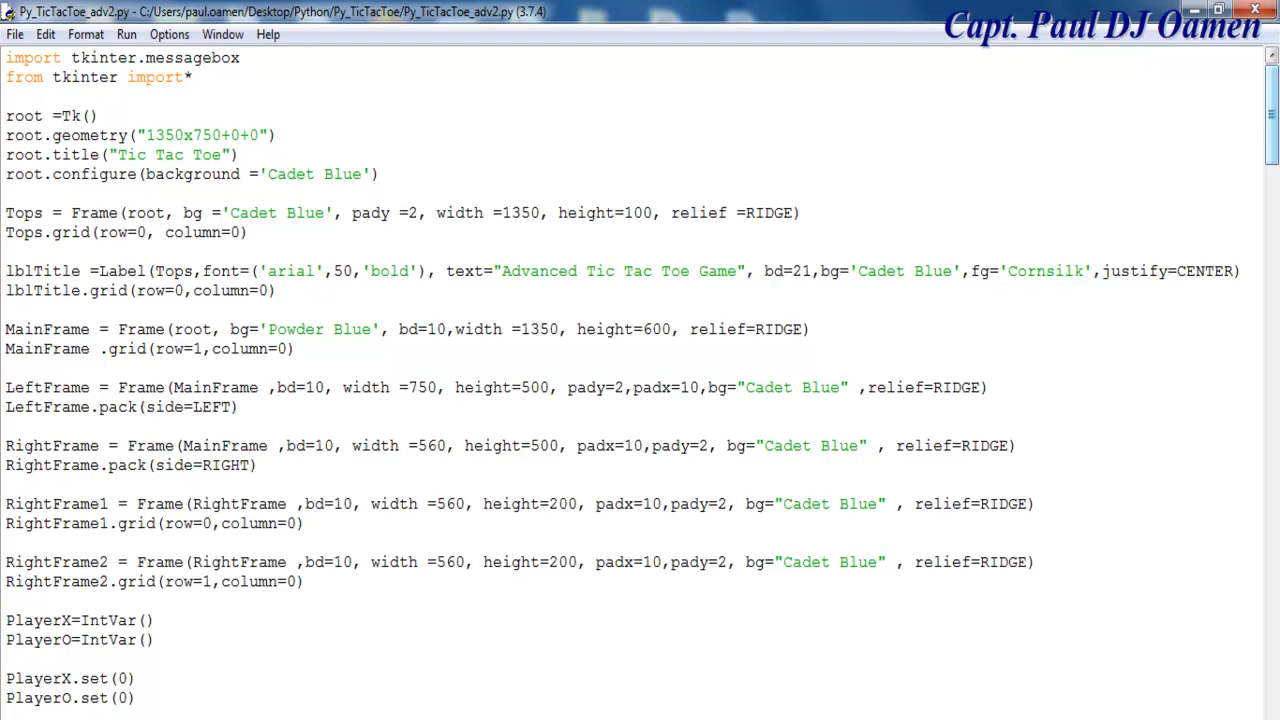 Py_TicTacToe_adv2.py - C:/Users/paul.oamen/Desktop/Python/Py_TicTacToe/Py_TicTacToe_adv2.py (3.7.4)
Capt. Paul DJ Oamen
File Edit Format Run Options Window Help
import tkinter.messagebox
from tkinter import*
root =Tk()
root.geometry("1350x750+0+0")
root.title("Tic Tac Toe")
root.configure(background ='Cadet Blue')
Tops = Frame(root, bg ='Cadet Blue', pady =2, width =1350, height=100, relief =RIDGE)
Tops.grid(row=0, column=0)
lblTitle =Label(Tops,font=('arial',50,'bold'), text="Advanced Tic Tac Toe Game", bd=21,bg='Cadet Blue',fg='Cornsilk',justify=CENTER)
lblTitle.grid(row=0,column=0)
MainFrame = Frame(root, bg='Powder Blue', bd=10,width =1350, height=600, relief=RIDGE)
MainFrame .grid(row=1,column=0)
LeftFrame = Frame(MainFrame ,bd=10, width =750, height=500, pady=2,padx=10,bg="Cadet Blue" ,relief=RIDGE)
LeftFrame.pack(side=LEFT)
RightFrame = Frame(MainFrame ,bd=10, width =560, height=500, padx=10,pady=2, bg="Cadet Blue" , relief=RIDGE)
RightFrame.pack(side=RIGHT)
RightFrame1 = Frame(RightFrame ,bd=10, width =560, height=200, padx=10,pady=2, bg="Cadet Blue" , relief=RIDGE)
RightFrame1.grid(row=0,column=0)
RightFrame2 = Frame(RightFrame ,bd=10, width =560, height=200, padx=10,pady=2, bg="Cadet Blue" , relief=RIDGE)
RightFrame2.grid(row=1,column=0)
PlayerX=IntVar()
PlayerO=IntVar()
PlayerX.set(0)
PlayerO.set(0)